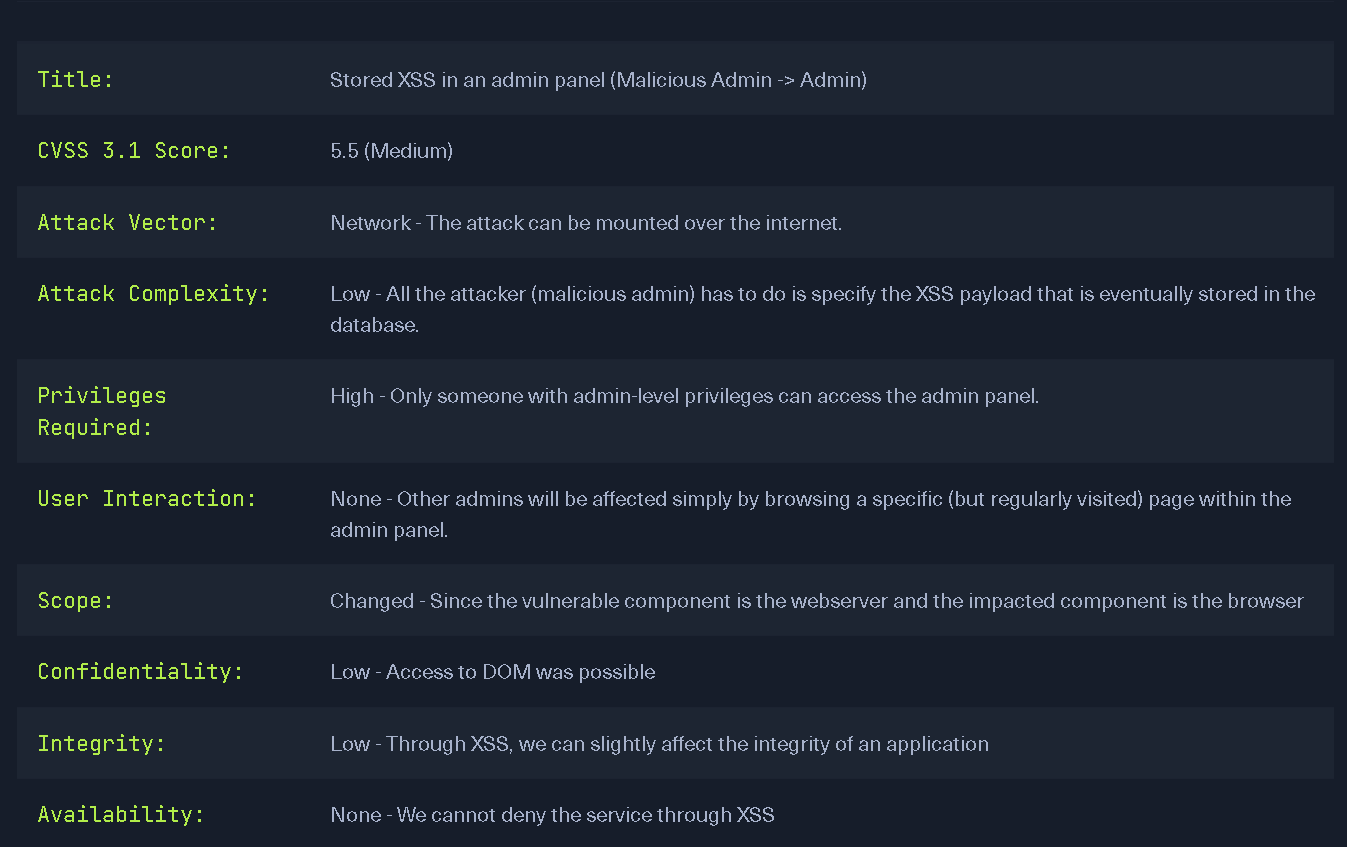 Title:
Stored XSS in an admin panel (Malicious Admin -> Admin)
CVSS 3.1 Score:
5.5 (Medium)
Attack Vector:
Network - The attack can be mounted over the internet.
Attack Complexity:
Low - All the attacker (malicious admin) has to do is specify the XSS payload that is eventually stored in the
database.
Privileges
Required:
High - Only someone with admin-level privileges can access the admin panel.
User Interaction:
None - Other admins will be affected simply by browsing a specific (but regularly visited) page within the
admin panel.
Scope:
Changed - Since the vulnerable component is the webserver and the impacted component is the browser
Confidentiality:
Low - Access to DOM was possible
Integrity:
Low - Through XSS, we can slightly affect the integrity of an application
Availability:
None - We cannot deny the service through XSS